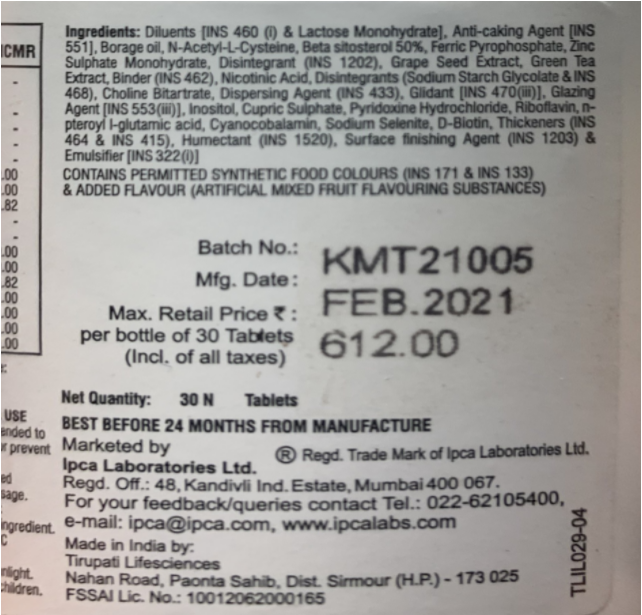 ICMR
Ingredients: Diluents [INS 460 (i) & Lactose Monohydrate], Anti-caking Agent [INS
551], Borage oil, N-Acetyl-L-Cysteine, Beta sitosterol 50%, Ferric Pyrophosphate, Zinc
Sulphate Monohydrate, Disintegrant (INS 1202), Grape Seed Extract, Green Tea
Extract, Binder (INS 462), Nicotinic Acid, Disintegrants (Sodium Starch Glycolate & INS
468), Choline Bitartrate, Dispersing Agent (INS 433), Glidant [INS 470(iii)], Glazing
Agent [INS 553(iii)], Inositol, Cupric Sulphate, Pyridoxine Hydrochloride, Riboflavin, n-
pteroyl l-glutamic acid, Cyanocobalamin, Sodium Selenite, D-Biotin, Thickeners (INS
464 & INS 415), Humectant (INS 1520), Surface finishing Agent (INS 1203) &
Emulsifier [INS 322(i)]
CONTAINS PERMITTED SYNTHETIC FOOD COLOURS (INS 171 & INS 133)
& ADDED FLAVOUR (ARTIFICIAL MIXED FRUIT FLAVOURING SUBSTANCES)
.00
.00
.82
-
-
.00
.00
.82
.00
.00
.00
.00
Batch No.: KMT21005
Mfg. Date: FEB.2021
Max. Retail Price ₹ : 612.00
per bottle of 30 Tablets
(Incl. of all taxes)
Net Quantity: 30 N Tablets
BEST BEFORE 24 MONTHS FROM MANUFACTURE
Marketed by ® Regd. Trade Mark of Ipca Laboratories Ltd.
Ipca Laboratories Ltd.
Regd. Off.: 48, Kandivli Ind. Estate, Mumbai 400 067.
For your feedback/queries contact Tel.: 022-62105400,
e-mail: ipca@ipca.com, www.ipcalabs.com
Made in India by:
Tirupati Lifesciences
Nahan Road, Paonta Sahib, Dist. Sirmour (H.P.) - 173 025
FSSAI Lic. No.: 10012062000165
TLIL029-04
USE
prevent